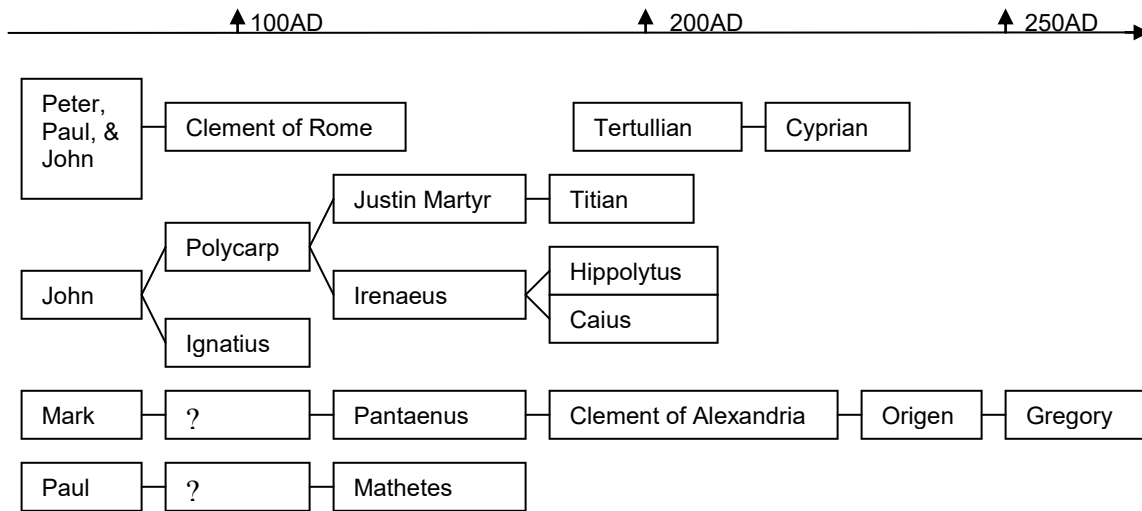 100AD
200AD
250AD
Peter,
Paul, &
John
Clement of Rome
Tertullian
Cyprian
Justin Martyr
Titian
Polycarp
John
Irenaeus
Hippolytus
Caius
Ignatius
Mark
?
Pantaenus
Clement of Alexandria
Origen
Gregory
Paul
?
Mathetes